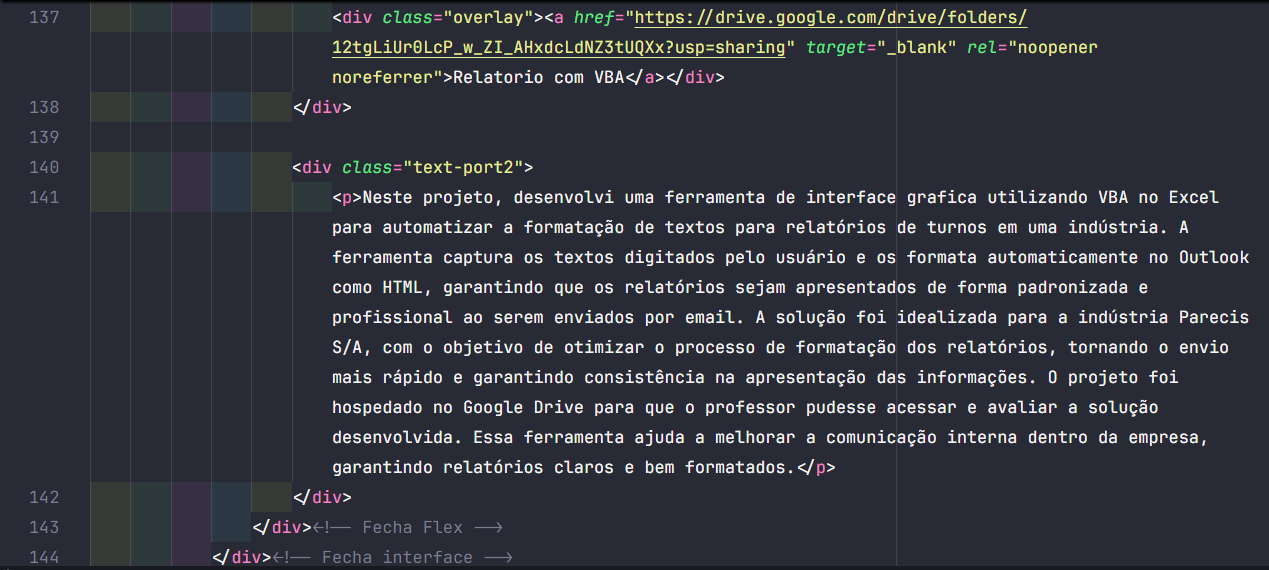 137 <div class="overlay"><a href="https://drive.google.com/drive/folders/
12tgLiUr0LcP_w_ZI_AHxdcLdNZ3tUQXx?usp=sharing" target="_blank" rel="noopener
noreferrer">Relatorio com VBA</a></div>
138 </div>
139
140 <div class="text-port2">
141 <p>Neste projeto, desenvolvi uma ferramenta de interface grafica utilizando VBA no Excel
para automatizar a formatação de textos para relatórios de turnos em uma indústria. A
ferramenta captura os textos digitados pelo usuário e os formata automaticamente no Outlook
como HTML, garantindo que os relatórios sejam apresentados de forma padronizada e
profissional ao serem enviados por email. A solução foi idealizada para a indústria Parecis
S/A, com o objetivo de otimizar o processo de formatação dos relatórios, tornando o envio
mais rápido e garantindo consistência na apresentação das informações. O projeto foi
hospedado no Google Drive para que o professor pudesse acessar e avaliar a solução
desenvolvida. Essa ferramenta ajuda a melhorar a comunicação interna dentro da empresa,
garantindo relatórios claros e bem formatados.</p>
142 </div>
143 </div><!-- Fecha Flex -->
144 </div><!-- Fecha interface -->